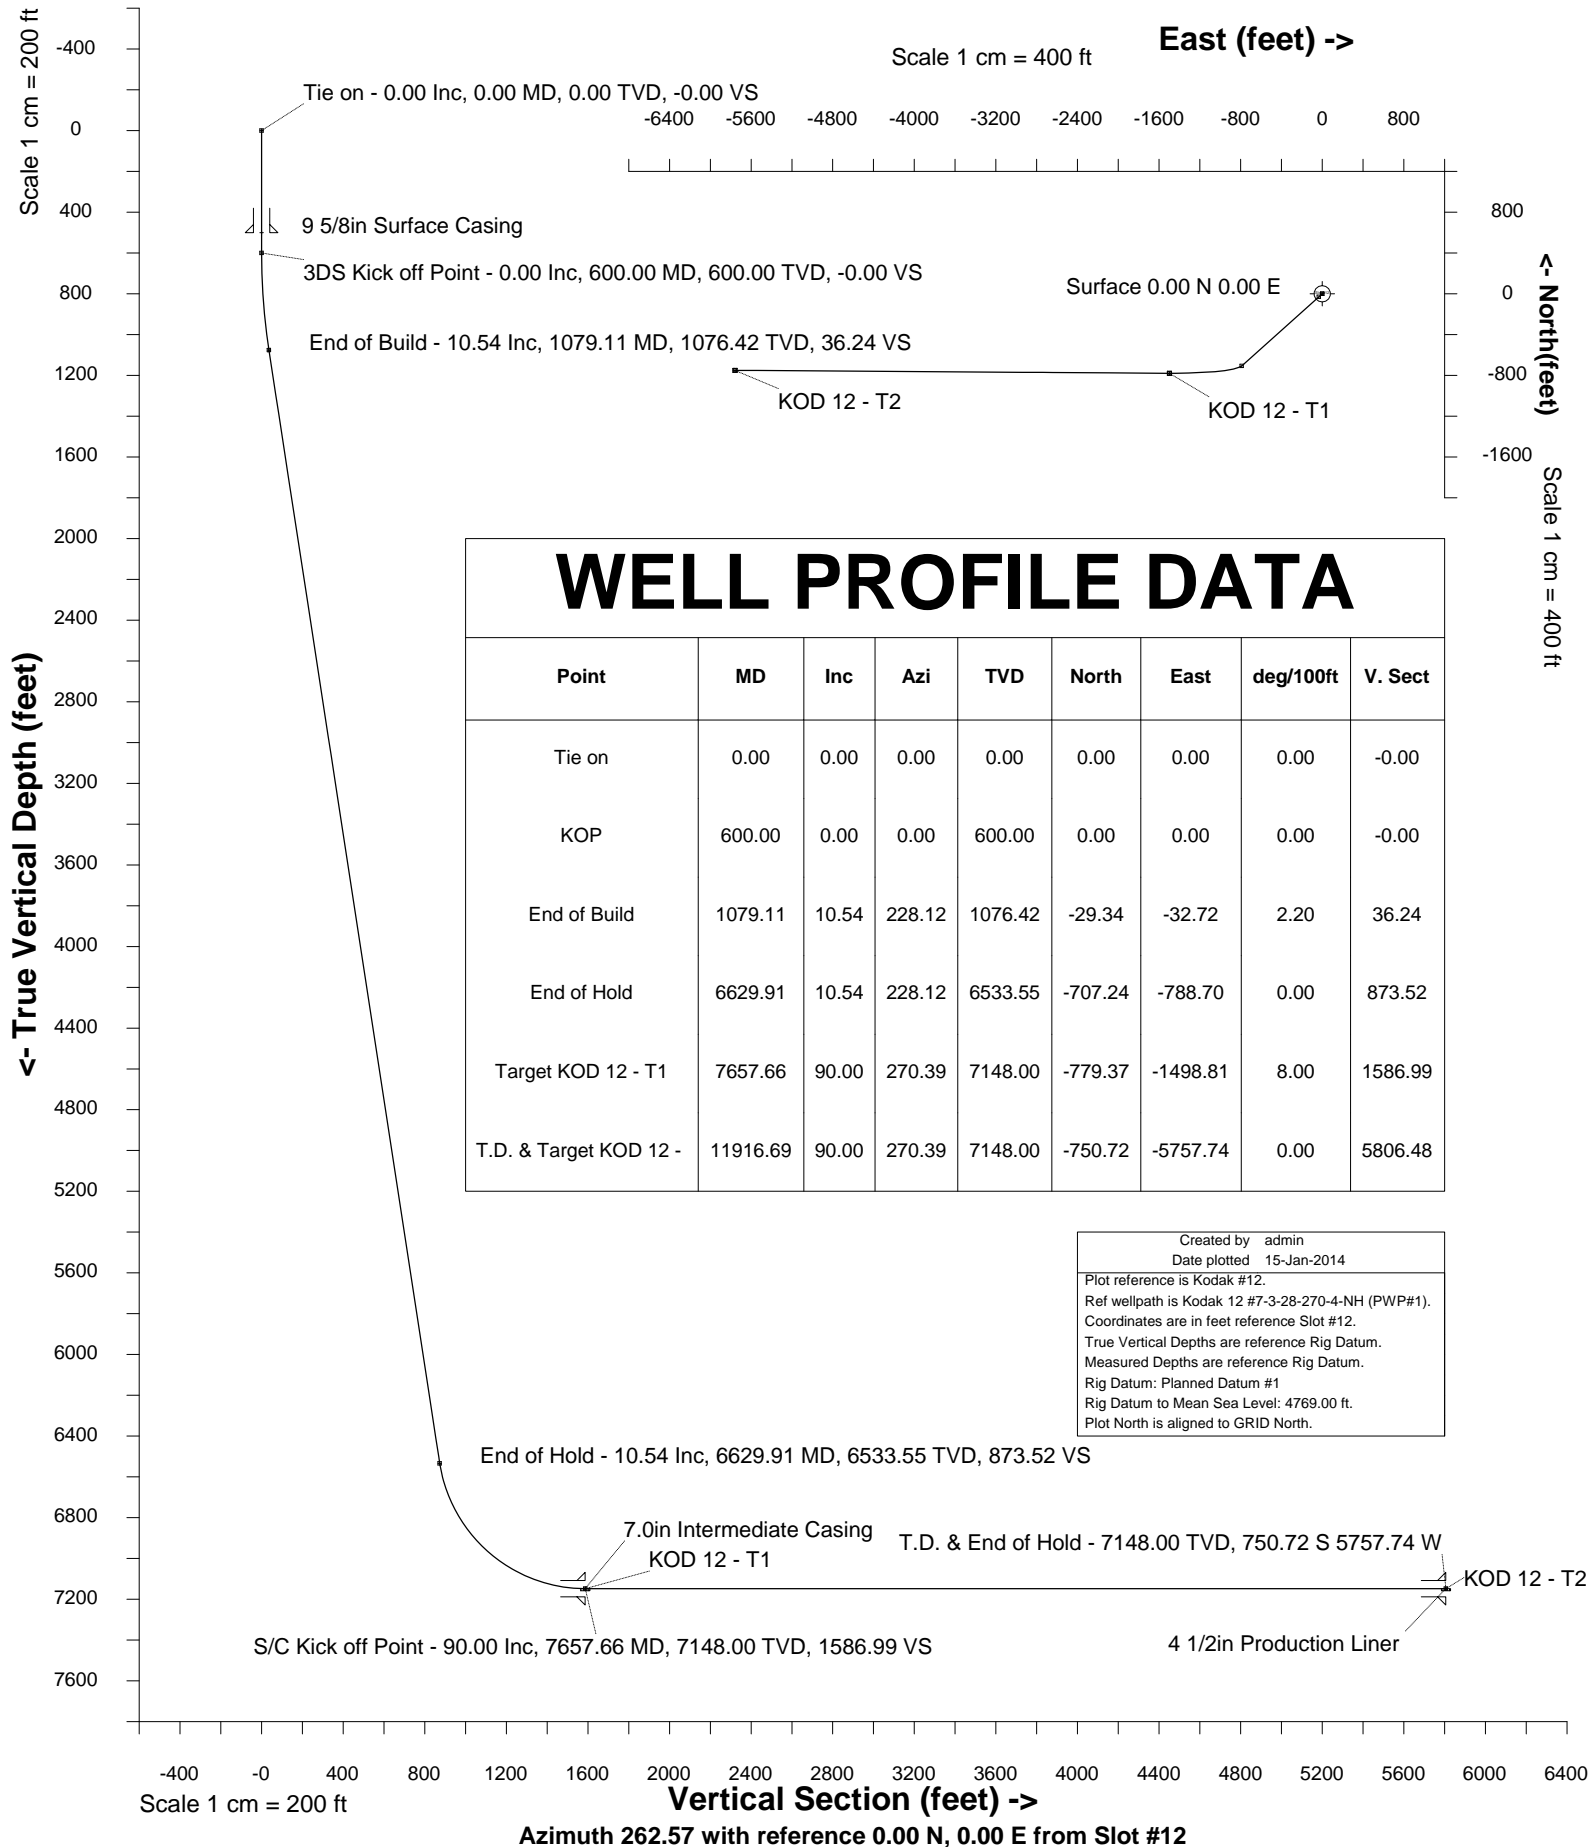 Scale 1 cm = 200 ft
Scale 1 cm = 400 ft
East (feet) ->
-6400 -5600 -4800 -4000 -3200 -2400 -1600 -800 0 800
<- North(feet)
Scale 1 cm = 400 ft
800
0
-800
-1600
<- True Vertical Depth (feet)
-400
0
400
800
1200
1600
2000
2400
2800
3200
3600
4000
4400
4800
5200
5600
6000
6400
6800
7200
7600
Tie on - 0.00 Inc, 0.00 MD, 0.00 TVD, -0.00 VS
9 5/8in Surface Casing
3DS Kick off Point - 0.00 Inc, 600.00 MD, 600.00 TVD, -0.00 VS
Surface 0.00 N 0.00 E
End of Build - 10.54 Inc, 1079.11 MD, 1076.42 TVD, 36.24 VS
KOD 12 - T2
KOD 12 - T1
WELL PROFILE DATA
Point MD Inc Azi TVD North East deg/100ft V. Sect
Tie on 0.00 0.00 0.00 0.00 0.00 0.00 0.00 -0.00
KOP 600.00 0.00 0.00 600.00 0.00 0.00 0.00 -0.00
End of Build 1079.11 10.54 228.12 1076.42 -29.34 -32.72 2.20 36.24
End of Hold 6629.91 10.54 228.12 6533.55 -707.24 -788.70 0.00 873.52
Target KOD 12 - T1 7657.66 90.00 270.39 7148.00 -779.37 -1498.81 8.00 1586.99
T.D. & Target KOD 12 - 11916.69 90.00 270.39 7148.00 -750.72 -5757.74 0.00 5806.48
Created by admin
Date plotted 15-Jan-2014
Plot reference is Kodak #12.
Ref wellpath is Kodak 12 #7-3-28-270-4-NH (PWP#1).
Coordinates are in feet reference Slot #12.
True Vertical Depths are reference Rig Datum.
Measured Depths are reference Rig Datum.
Rig Datum: Planned Datum #1
Rig Datum to Mean Sea Level: 4769.00 ft.
Plot North is aligned to GRID North.
End of Hold - 10.54 Inc, 6629.91 MD, 6533.55 TVD, 873.52 VS
7.0in Intermediate Casing
KOD 12 - T1
T.D. & End of Hold - 7148.00 TVD, 750.72 S 5757.74 W
KOD 12 - T2
S/C Kick off Point - 90.00 Inc, 7657.66 MD, 7148.00 TVD, 1586.99 VS
4 1/2in Production Liner
-400 -0 400 800 1200 1600 2000 2400 2800 3200 3600 4000 4400 4800 5200 5600 6000 6400
Scale 1 cm = 200 ft
Vertical Section (feet) ->
Azimuth 262.57 with reference 0.00 N, 0.00 E from Slot #12